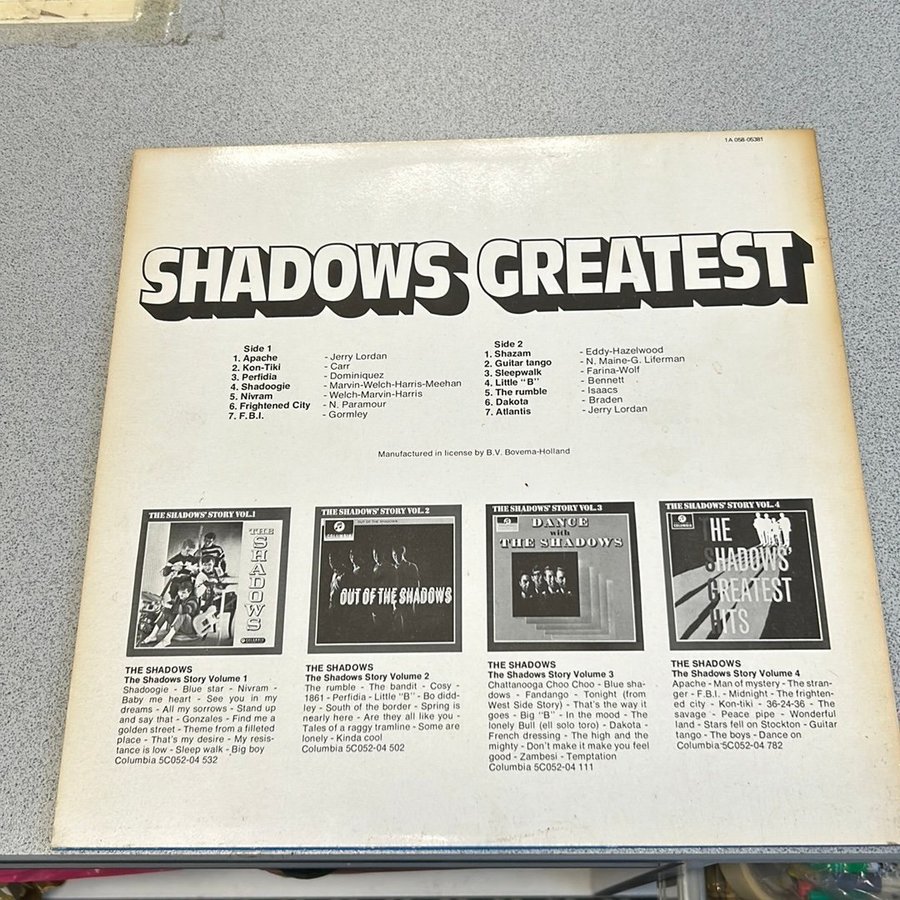 1A 058-05381
SHADOWS GREATEST
Side 1
1. Apache - Jerry Lordan
2. Kon-Tiki - Carr
3. Perfidia - Dominiquez
4. Shadoogie - Marvin-Welch-Harris-Meehan
5. Nivram - Welch-Marvin-Harris
6. Frightened City - N. Paramour
7. F.B.I. - Gormley
Side 2
1. Shazam - Eddy-Hazelwood
2. Guitar tango - N. Maine-G. Liferman
3. Sleepwalk - Farina-Wolf
4. Little "B" - Bennett
5. The rumble - Isaacs
6. Dakota - Braden
7. Atlantis - Jerry Lordan
Manufactured in license by B.V. Bovema-Holland
THE SHADOWS' STORY VOL.1
THE
SHADOWS
COLUMBIA
THE SHADOWS' STORY VOL. 2
OUT OF THE SHADOWS
COLUMBIA
OUT OF THE SHADOWS
THE SHADOWS' STORY VOL. 3
DANCE
with
THE SHADOWS
THE SHADOWS' STORY VOL. 4
COLUMBIA
THE
SHADOWS'
GREATEST
HITS
THE SHADOWS
The Shadows Story Volume 1
Shadoogie - Blue star - Nivram -
Baby me heart - See you in my
dreams - All my sorrows - Stand up
and say that - Gonzales - Find me a
golden street - Theme from a filleted
place - That's my desire - My resis-
tance is low - Sleep walk - Big boy
Columbia 5C052-04 532
THE SHADOWS
The Shadows Story Volume 2
The rumble - The bandit - Cosy -
1861 - Perfidia - Little "B" - Bo didd-
ley - South of the border - Spring is
nearly here - Are they all like you -
Tales of a raggy tramline - Some are
lonely - Kinda cool
Columbia 5C052-04 502
THE SHADOWS
The Shadows Story Volume 3
Chattanooga Choo Choo - Blue sha-
dows - Fandango - Tonight (from
West Side Story) - That's the way it
goes - Big "B" - In the mood - The
lonely Bull (ell solo toro) - Dakota -
French dressing - The high and the
mighty - Don't make it make you feel
good - Zambesi - Temptation
Columbia 5C052-04 111
THE SHADOWS
The Shadows Story Volume 4
Apache - Man of mystery - The stran-
ger - F.B.I. - Midnight - The frighten-
ed city - Kon-tiki - 36-24-36 - The
savage - Peace pipe - Wonderful
land - Stars fell on Stockton - Guitar
tango - The boys - Dance on
Columbia 5C052-04 782